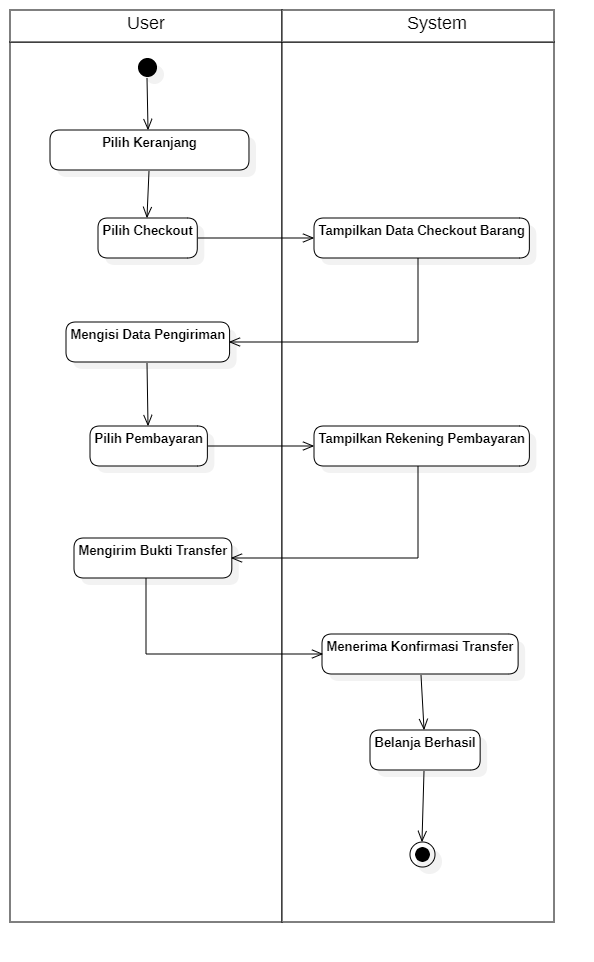 User
System
Pilih Keranjang
Pilih Checkout
Tampilkan Data Checkout Barang
Mengisi Data Pengiriman
Pilih Pembayaran
Tampilkan Rekening Pembayaran
Mengirim Bukti Transfer
Menerima Konfirmasi Transfer
Belanja Berhasil